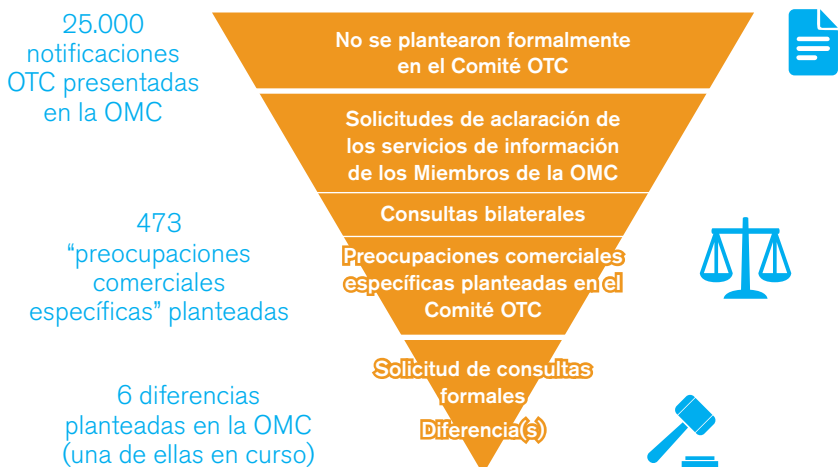 25.000
notificaciones
OTC presentadas
en la OMC
No se plantearon formalmente
en el Comité OTC
Solicitudes de aclaración de
los servicios de información
de los Miembros de la OMC
Consultas bilaterales
473
“preocupaciones
comerciales
específicas” planteadas
Preocupaciones comerciales
específicas planteadas en el
Comité OTC
6 diferencias
planteadas en la OMC
(una de ellas en curso)
Solicitud de consultas
formales
Diferencia(s)